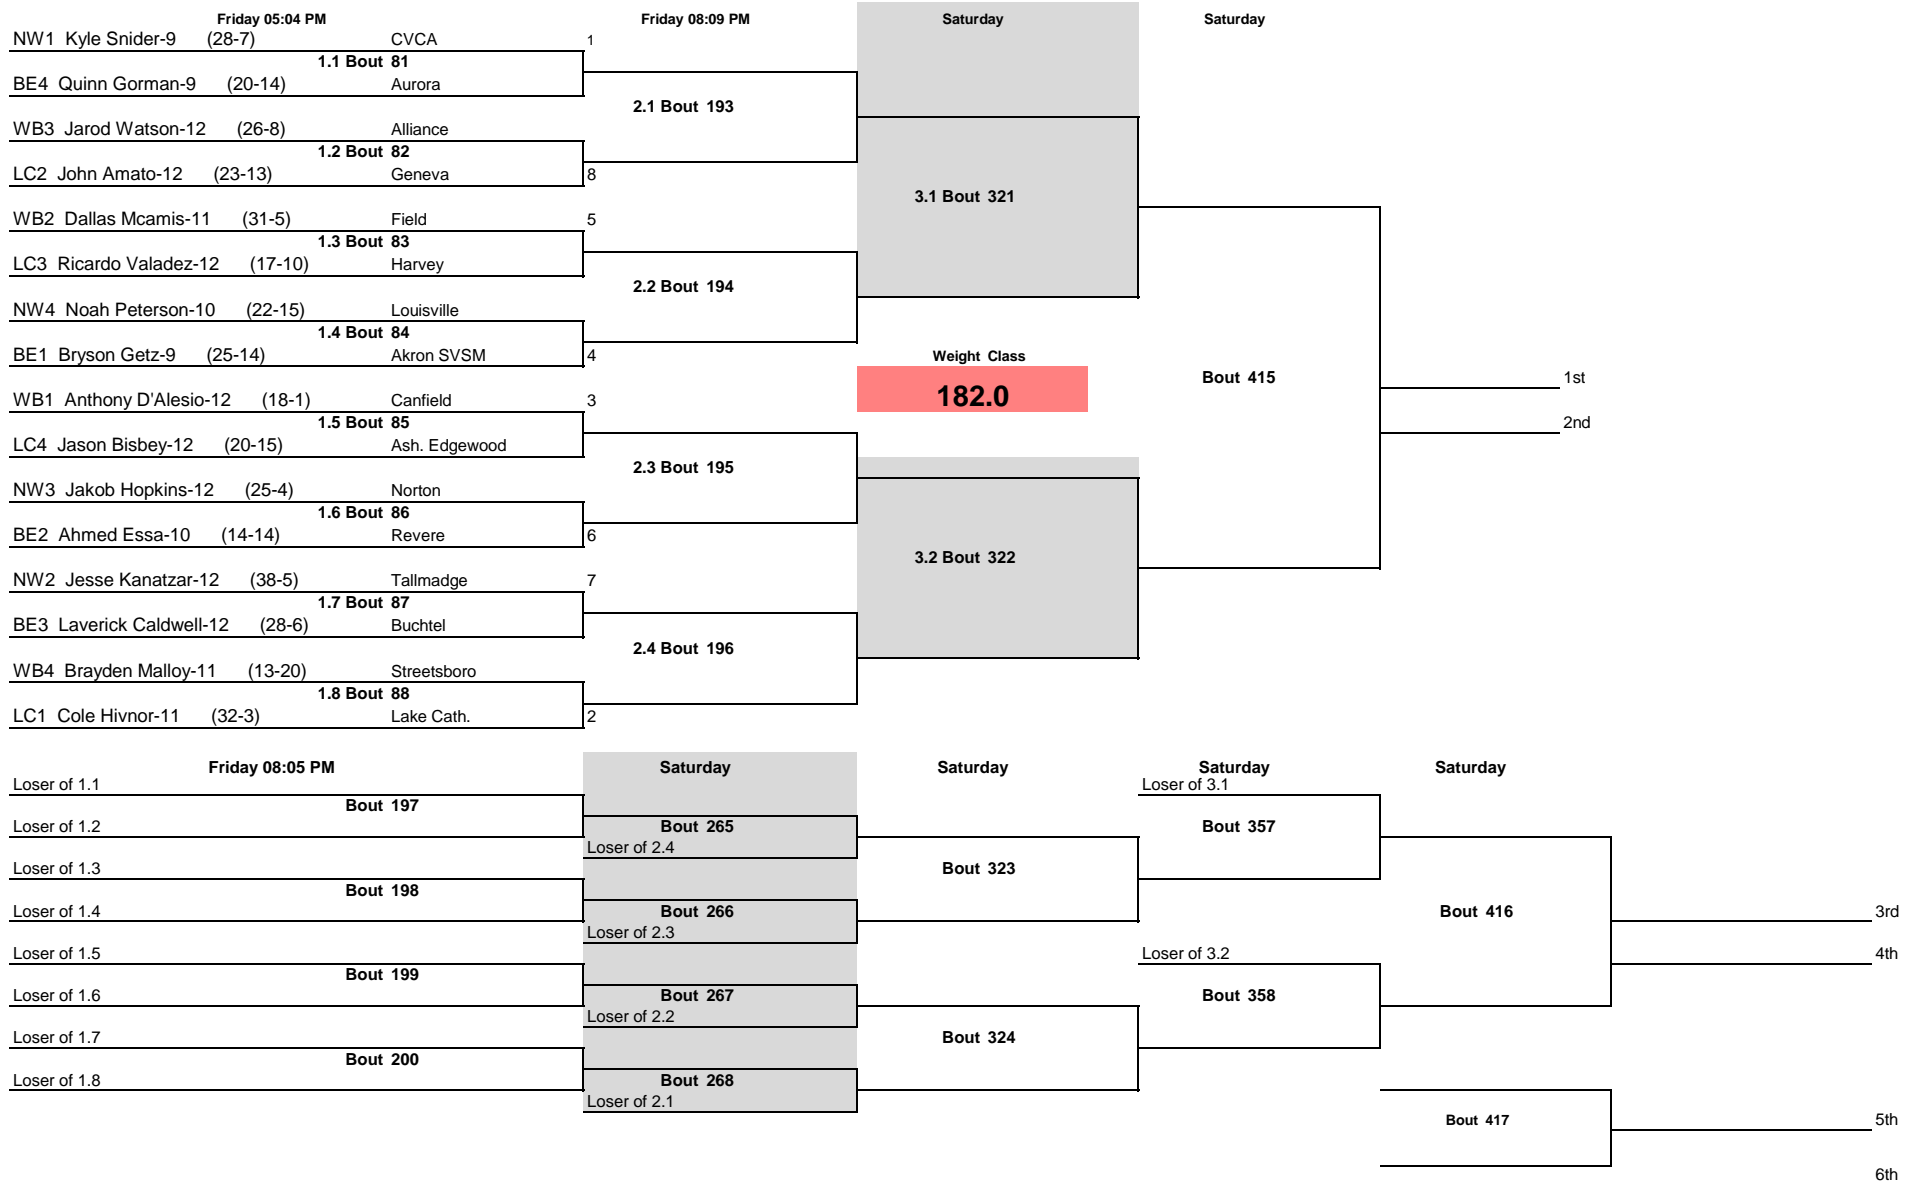 Friday 05:04 PM Friday 08:09 PM Saturday Saturday
NW1 Kyle Snider-9 (28-7) CVCA 1
1.1 Bout 81
BE4 Quinn Gorman-9 (20-14) Aurora
2.1 Bout 193
WB3 Jarod Watson-12 (26-8) Alliance
1.2 Bout 82
LC2 John Amato-12 (23-13) Geneva 8
3.1 Bout 321
WB2 Dallas Mcamis-11 (31-5) Field 5
1.3 Bout 83
LC3 Ricardo Valadez-12 (17-10) Harvey
2.2 Bout 194
NW4 Noah Peterson-10 (22-15) Louisville
1.4 Bout 84
BE1 Bryson Getz-9 (25-14) Akron SVSM 4 Weight Class
Bout 415 1st
182.0
WB1 Anthony D'Alesio-12 (18-1) Canfield 3
1.5 Bout 85 2nd
LC4 Jason Bisbey-12 (20-15) Ash. Edgewood
2.3 Bout 195
NW3 Jakob Hopkins-12 (25-4) Norton
1.6 Bout 86
BE2 Ahmed Essa-10 (14-14) Revere 6
3.2 Bout 322
NW2 Jesse Kanatzar-12 (38-5) Tallmadge 7
1.7 Bout 87
BE3 Laverick Caldwell-12 (28-6) Buchtel
2.4 Bout 196
WB4 Brayden Malloy-11 (13-20) Streetsboro
1.8 Bout 88
LC1 Cole Hivnor-11 (32-3) Lake Cath. 2
Friday 08:05 PM Saturday Saturday Saturday Saturday
Loser of 1.1 Loser of 3.1
Bout 197
Loser of 1.2 Bout 265 Bout 357
Loser of 2.4
Loser of 1.3 Bout 323
Bout 198
Loser of 1.4 Bout 266 Bout 416 3rd
Loser of 2.3
Loser of 1.5 Loser of 3.2 4th
Bout 199
Loser of 1.6 Bout 267 Bout 358
Loser of 2.2
Loser of 1.7 Bout 324
Bout 200
Loser of 1.8 Bout 268
Loser of 2.1
Bout 417 5th
6th